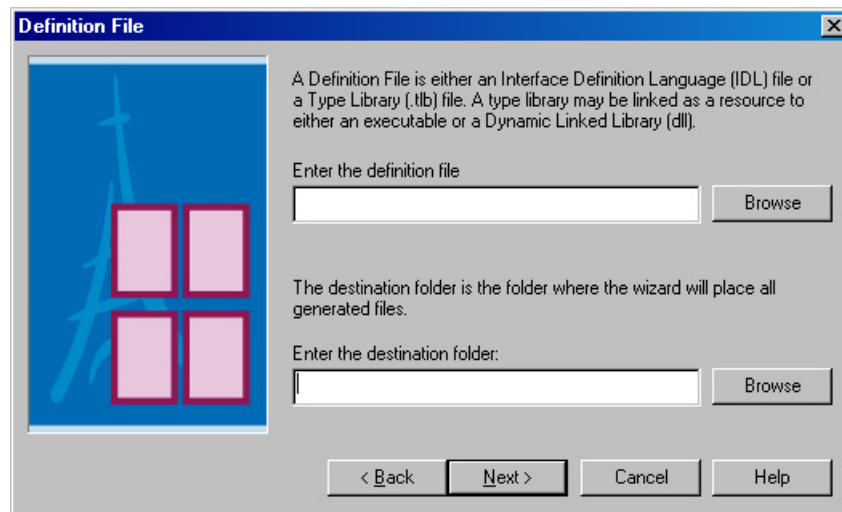 Definition File
A Definition File is either an Interface Definition Language (IDL) file or
a Type Library (.tlb) file. A type library may be linked as a resource to
either an executable or a Dynamic Linked Library (dll).
Enter the definition file
Browse
The destination folder is the folder where the wizard will place all
generated files.
Enter the destination folder:
Browse
< Back Next > Cancel Help